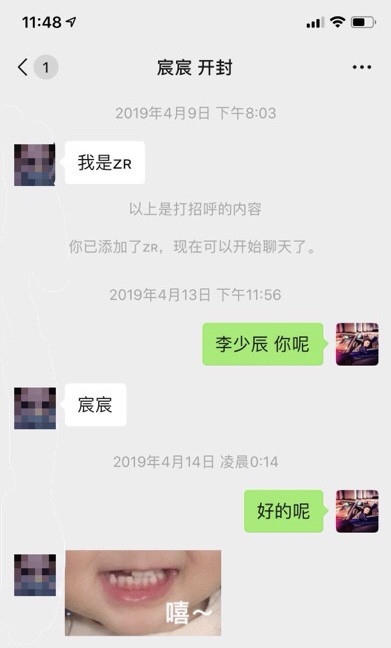 11:48
1
宸宸 开封
2019年4月9日 下午8:03
我是ZR
以上是打招呼的内容
你已添加了ZR，现在可以开始聊天了。
2019年4月13日 下午11:56
李少辰 你呢
宸宸
2019年4月14日 凌晨0:14
好的呢
嘻～